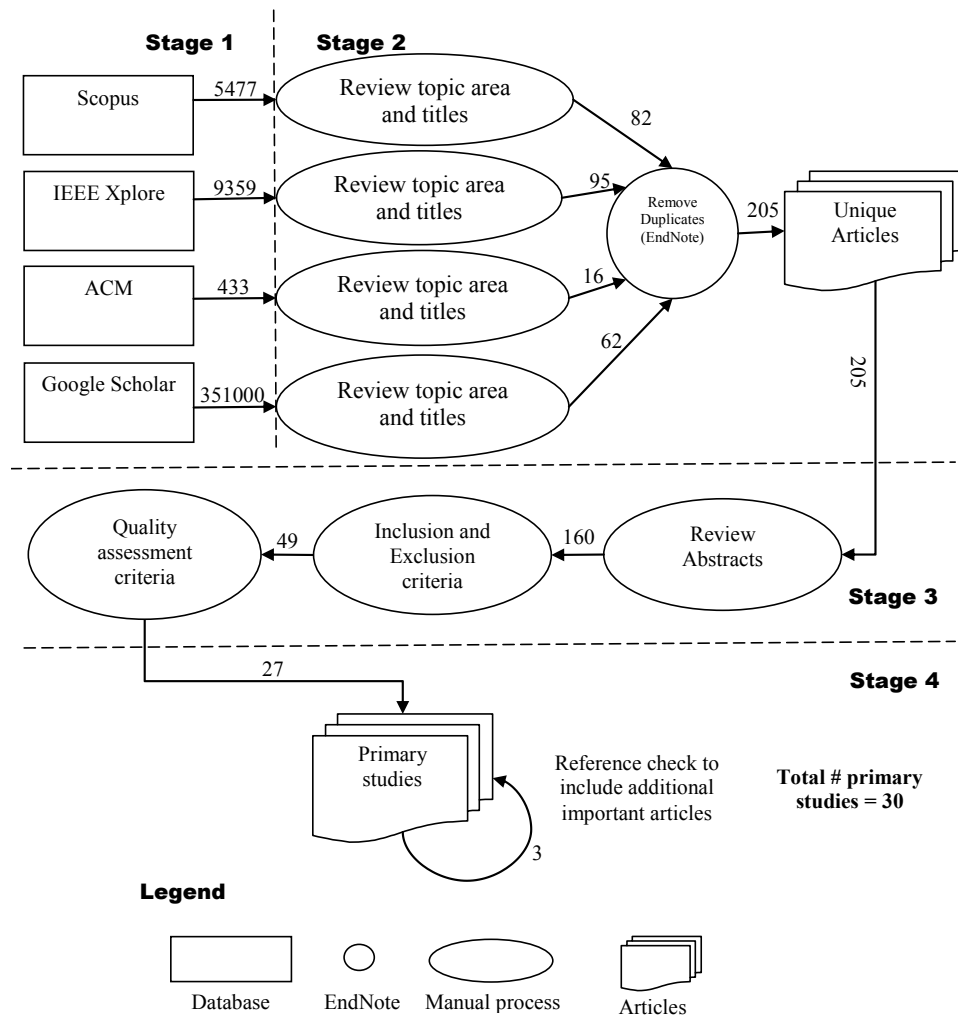 Stage 1
Stage 2
Scopus
5477
Review topic area
and titles
82
IEEE Xplore
9359
Review topic area
and titles
95
Remove
Duplicates
(EndNote)
205
Unique
Articles
ACM
433
Review topic area
and titles
16
Google Scholar
351000
Review topic area
and titles
62
205
Quality
assessment
criteria
49
Inclusion and
Exclusion
criteria
160
Review
Abstracts
Stage 3
27
Stage 4
Primary
studies
Reference check to
include additional
important articles
3
Total # primary
studies = 30
Legend
Database
EndNote
Manual process
Articles